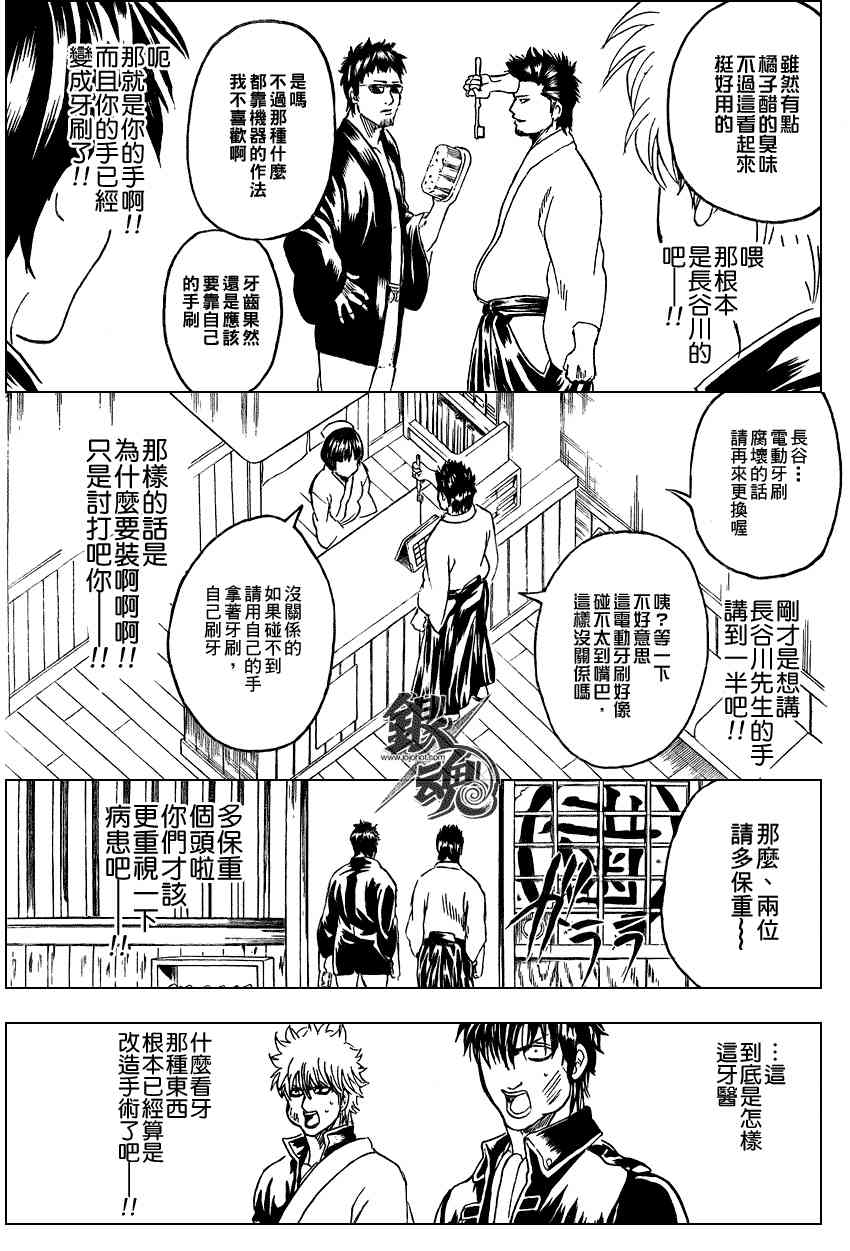 雖然有點
橘子醋的臭味
不過這看起來
挺好用的
喂
那根本
是長谷川的
吧——!!
是嗎
不過那種什麼
都靠機器的作法
我不喜歡啊
牙齒果然
還是應該
要靠自己
的手刷
呃
那就是你的手啊!!
而且你的手已經
變成牙刷了!!
長谷…
電動牙刷
腐壞的話
請再來更換喔
剛才是想講
長谷川先生的手
講到一半吧!!
咦?等一下
不好意思
這電動牙刷好像
碰不太到嘴巴,
這樣沒關係嗎
沒關係的
如果碰不到
請用自己的手
拿著牙刷,
自己刷牙
那樣的話是
為什麼要裝啊啊啊!!
只是討打吧你——!!
銀魂
www.jojohot.com
那麼、兩位
請多保重~
歯
ガラガラ
多保重
個頭啦
你們才該
更重視一下
病患吧——!!
…這
到底是怎樣
這牙醫
什麼看牙
那種東西
根本已經算是
改造手術了吧——!!